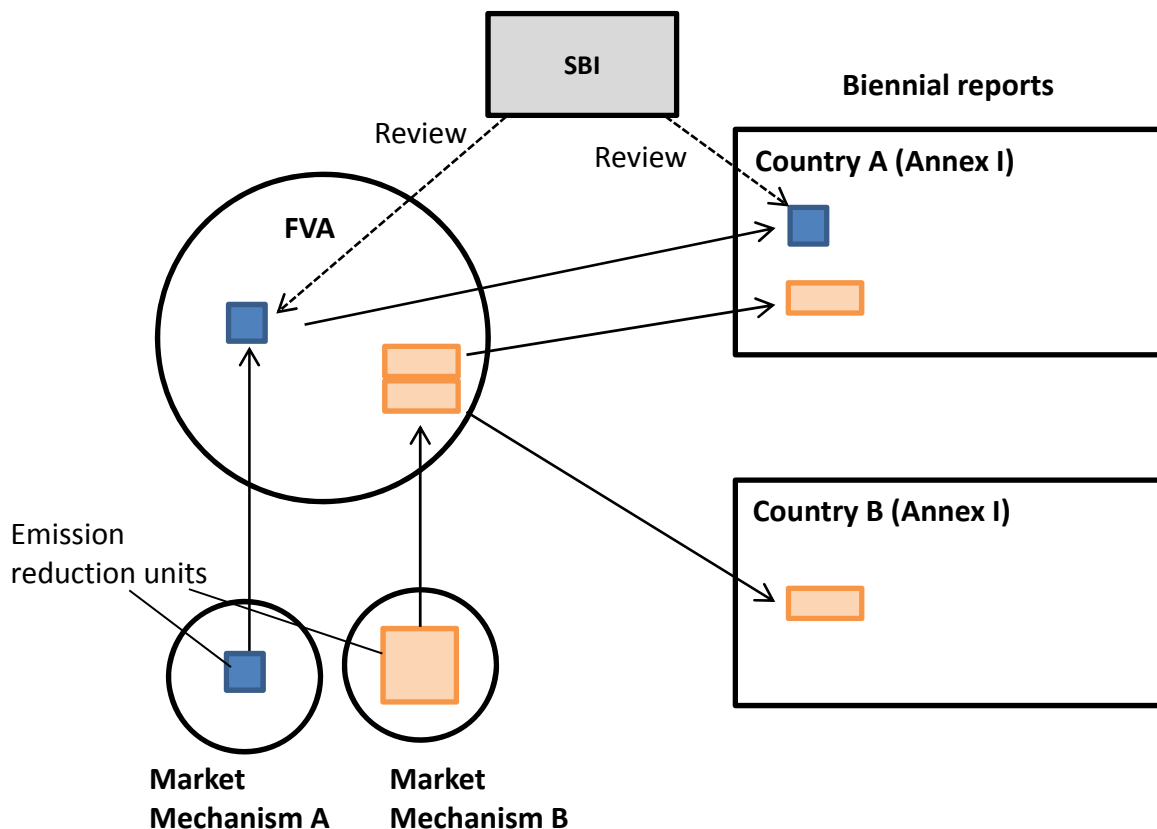 SBI
Biennial reports
Review
Review
Country A (Annex I)
FVA
Country B (Annex I)
Emission
reduction units
Market
Mechanism A
Market
Mechanism B